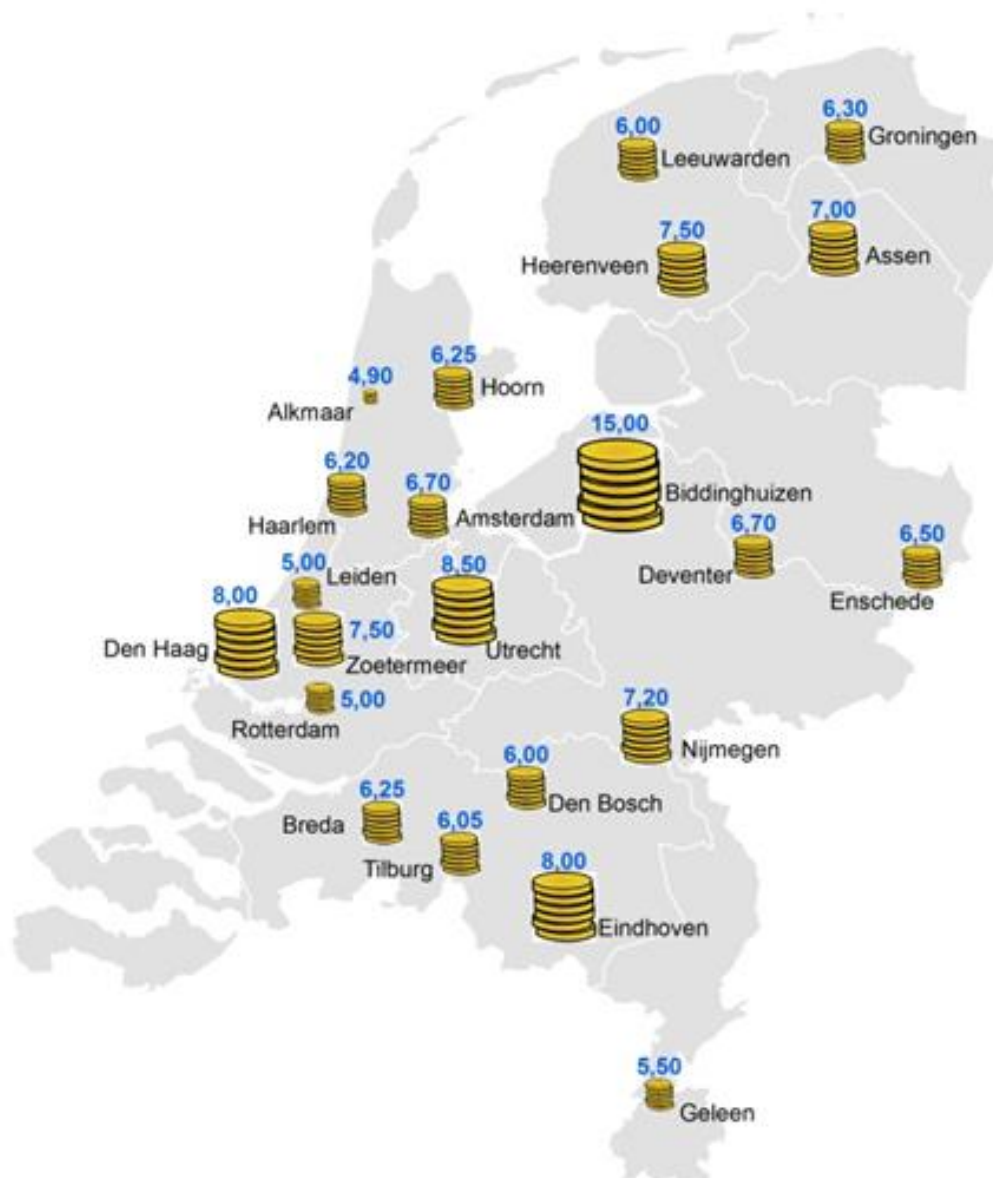 6,30
Groningen
6,00
Leeuwarden
7,00
Assen
7,50
Heerenveen
6,25
Hoorn
4,90
Alkmaar
15,00
Biddinghuizen
6,20
Haarlem
6,70
Amsterdam
6,70
Deventer
6,50
Enschede
5,00
Leiden
8,50
Utrecht
8,00
Den Haag
7,50
Zoetermeer
5,00
Rotterdam
7,20
Nijmegen
6,00
Den Bosch
6,25
Breda
6,05
Tilburg
8,00
Eindhoven
5,50
Geleen